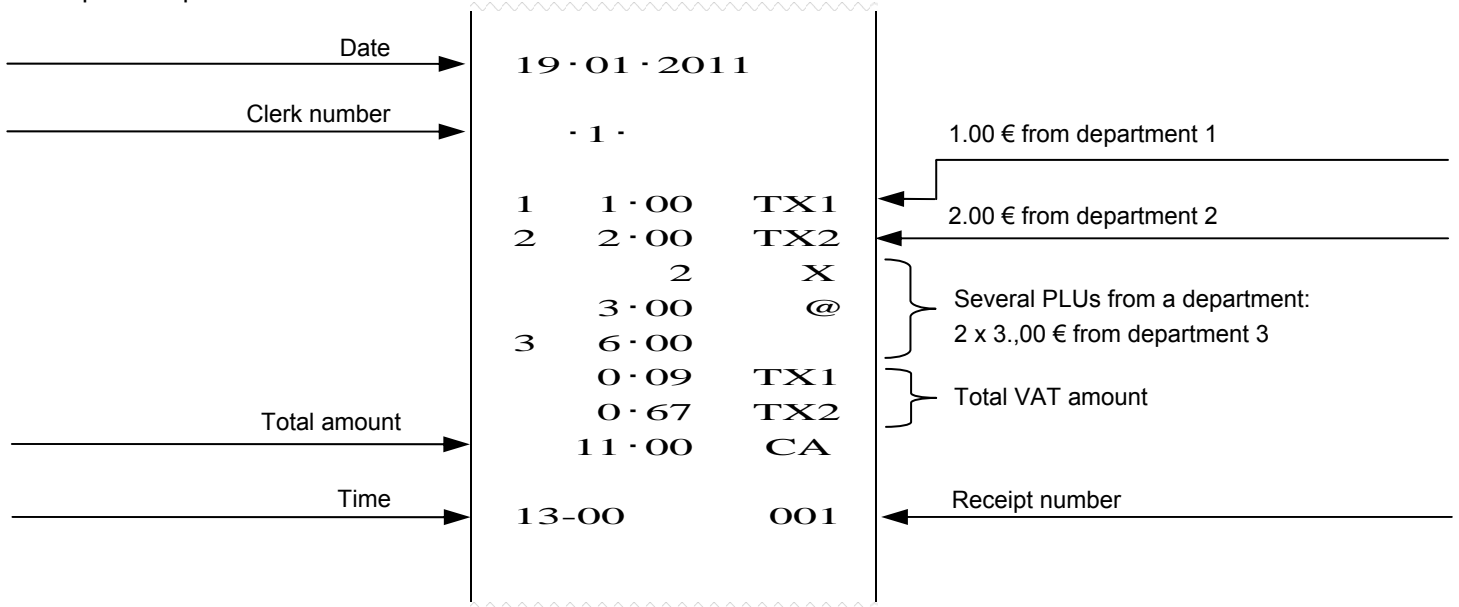 Date
19·01·2011
Clerk number
·1·
1.00 € from department 1
1 1·00 TX1
2.00 € from department 2
2 2·00 TX2
2 X
3·00 @
3 6·00
Several PLUs from a department:
2 x 3.,00 € from department 3
0·09 TX1
0·67 TX2
Total VAT amount
Total amount
11·00 CA
Time
13-00 001
Receipt number